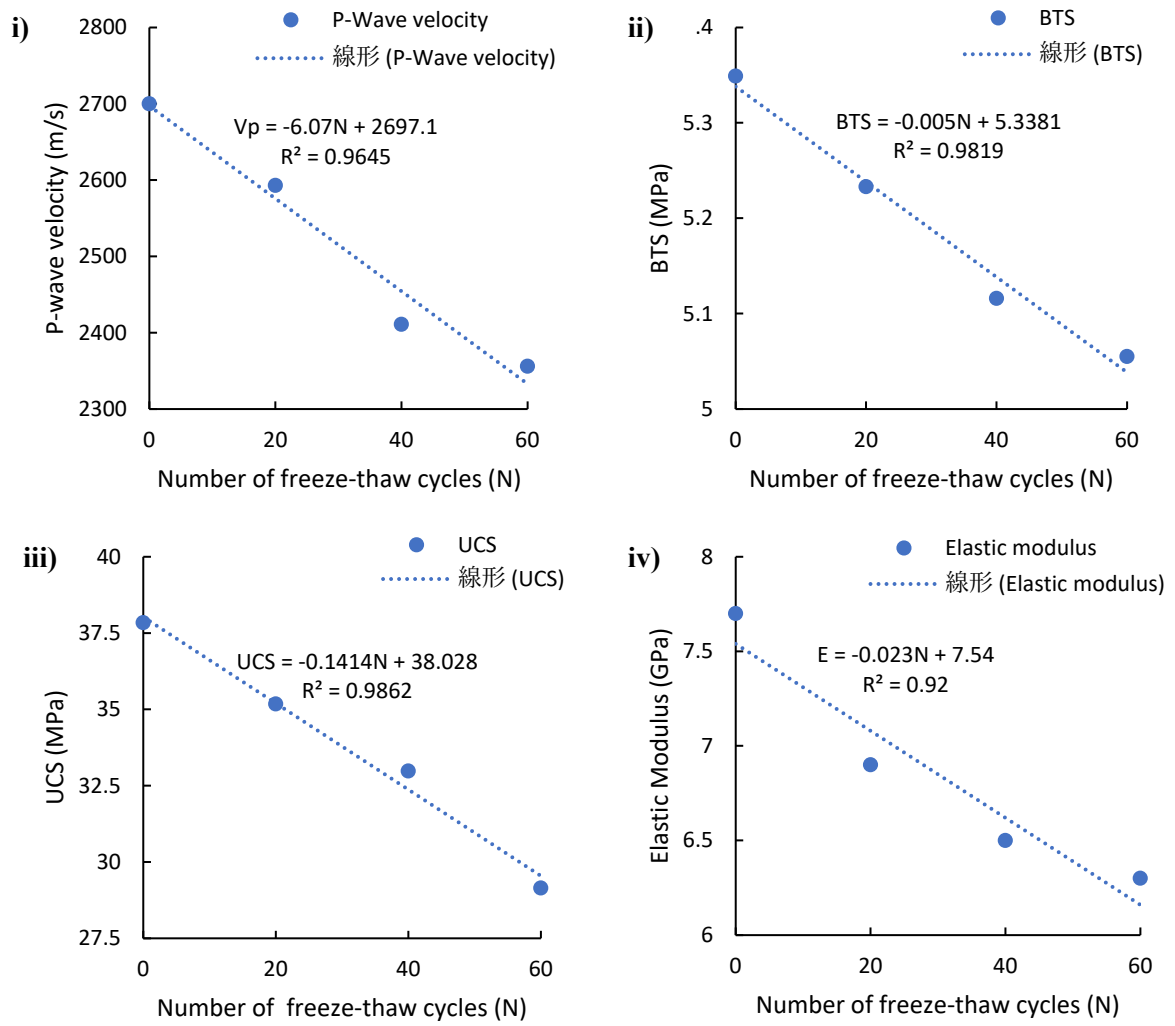 i)
P-Wave velocity
線形 (P-Wave velocity)
Vp = -6.07N + 2697.1
R² = 0.9645
2800
2700
2600
2500
2400
2300
P-wave velocity (m/s)
0 20 40 60
Number of freeze-thaw cycles (N)
ii)
BTS
線形 (BTS)
BTS = -0.005N + 5.3381
R² = 0.9819
.4
5.3
5.2
5.1
5
BTS (MPa)
0 20 40 60
Number of freeze-thaw cycles (N)
iii)
UCS
線形 (UCS)
UCS = -0.1414N + 38.028
R² = 0.9862
40
37.5
35
32.5
30
27.5
UCS (MPa)
0 20 40 60
Number of freeze-thaw cycles (N)
iv)
Elastic modulus
線形 (Elastic modulus)
E = -0.023N + 7.54
R² = 0.92
8
7.5
7
6.5
6
Elastic Modulus (GPa)
0 20 40 60
Number of freeze-thaw cycles (N)